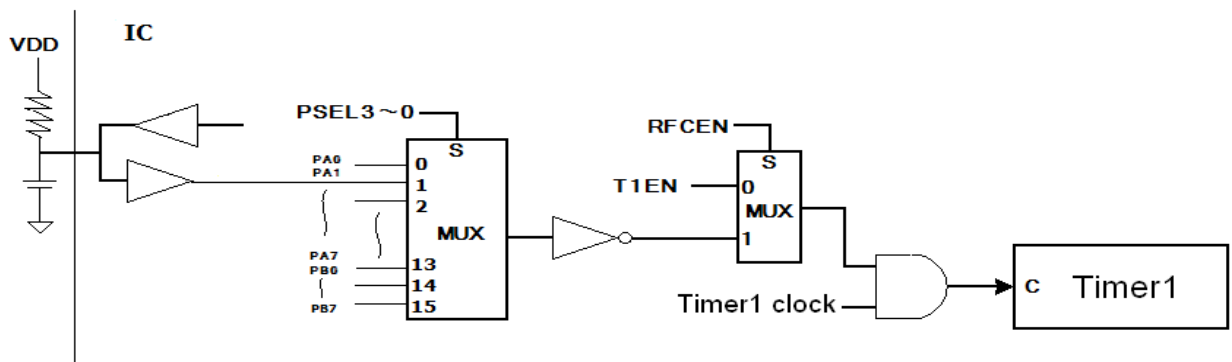 IC
VDD
PSEL3~0
S
PA0
0
PA1
1
2
MUX
PA7
13
PB0
14
PB7
15
RFCEN
S
T1EN
0
MUX
1
Timer1 clock
C
Timer1